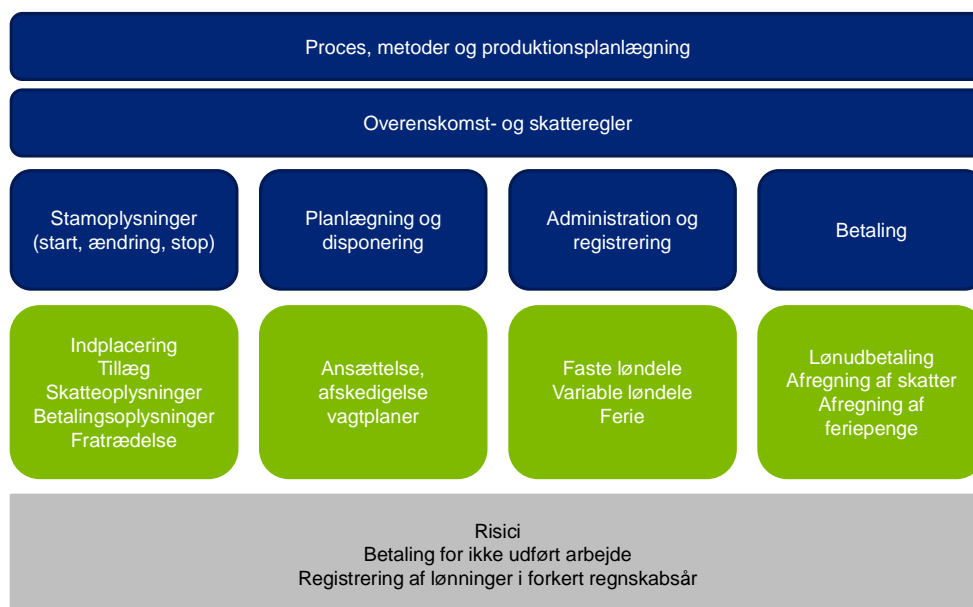 Proces, metoder og produktionsplanlægning
Overenskomst- og skatteregler
Stamoplysninger
(start, ændring, stop)
Planlægning og
disponering
Administration og
registrering
Betaling
Indplacering
Tillæg
Skatteoplysninger
Betalingsoplysninger
Fratrædelse
Ansættelse,
afskedigelse
vagtplaner
Faste løndele
Variable løndele
Ferie
Lønudbetaling
Afregning af skatter
Afregning af
feriepenge
Risici
Betaling for ikke udført arbejde
Registrering af lønninger i forkert regnskabsår